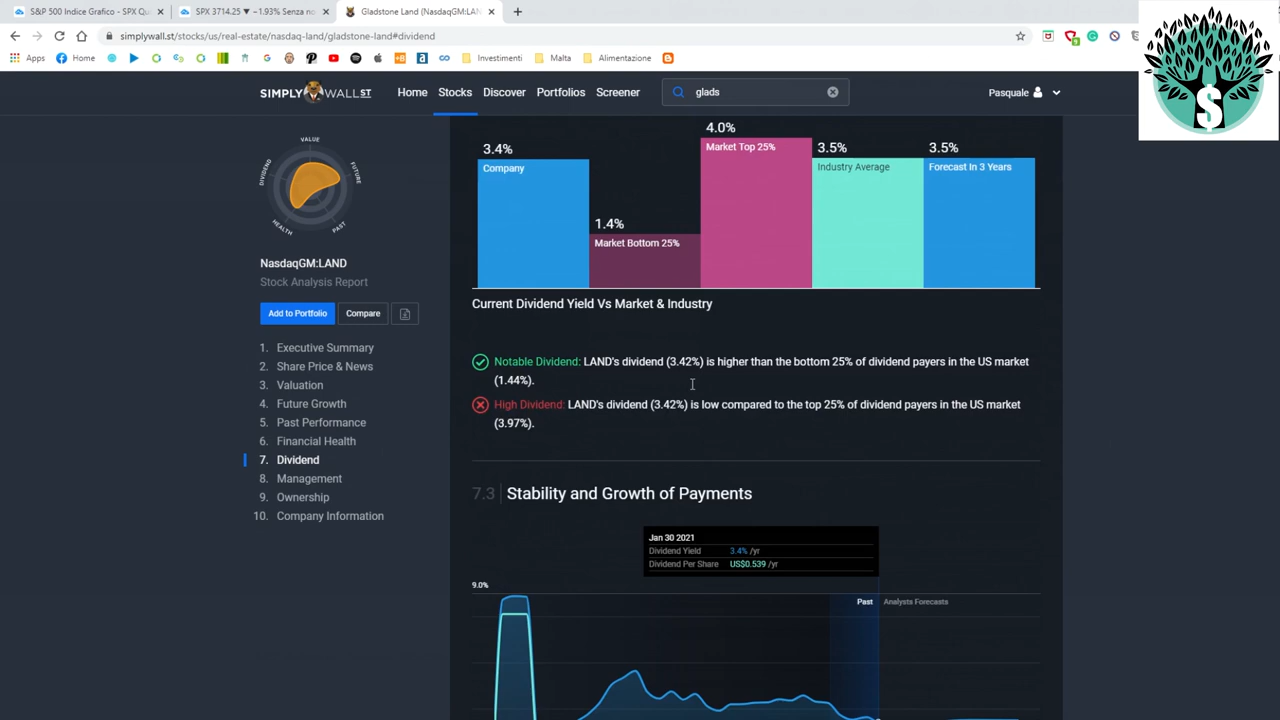 S&P 500 Indice Grafico - SPX Qu
SPX 3714.25 ▼ −1.93% Senza no
Gladstone Land (NasdaqGM:LAN
simplywall.st/stocks/us/real-estate/nasdaq-land/gladstone-land#dividend
Apps
Home
Investimenti
Malta
Alimentazione
SIMPLY WALL ST
Home
Stocks
Discover
Portfolios
Screener
glads
Pasquale
$
VALUE
FUTURE
PAST
HEALTH
DIVIDEND
NasdaqGM:LAND
Stock Analysis Report
Add to Portfolio
Compare
1. Executive Summary
2. Share Price & News
3. Valuation
4. Future Growth
5. Past Performance
6. Financial Health
7. Dividend
8. Management
9. Ownership
10. Company Information
3.4%
Company
1.4%
Market Bottom 25%
4.0%
Market Top 25%
3.5%
Industry Average
3.5%
Forecast In 3 Years
Current Dividend Yield Vs Market & Industry
Notable Dividend: LAND's dividend (3.42%) is higher than the bottom 25% of dividend payers in the US market
(1.44%).
High Dividend: LAND's dividend (3.42%) is low compared to the top 25% of dividend payers in the US market
(3.97%).
7.3 Stability and Growth of Payments
Jan 30 2021
Dividend Yield 3.4% /yr
Dividend Per Share US$0.539 /yr
9.0%
Past
Analysts Forecasts